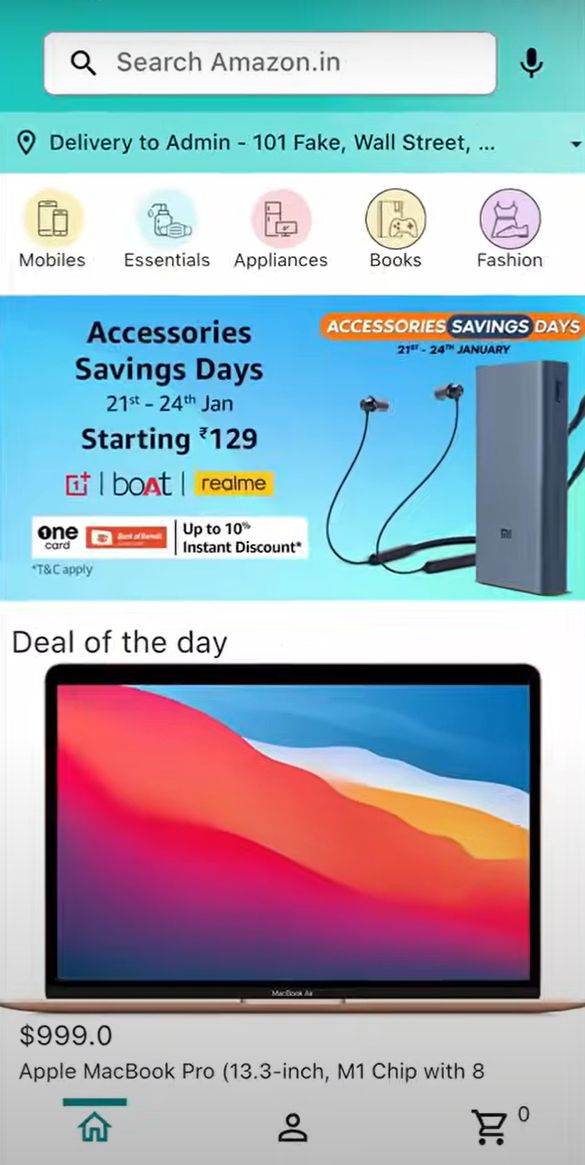 Search Amazon.in
Delivery to Admin - 101 Fake, Wall Street, ...
Mobiles Essentials Appliances Books Fashion
Accessories
Savings Days
21st - 24th Jan
Starting ₹129
1+ | boAt | realme
one
card
Bank of Baroda
Up to 10%
Instant Discount*
*T&C apply
ACCESSORIES SAVINGS DAYS
21ST - 24TH JANUARY
MI
Deal of the day
MacBook Air
$999.0
Apple MacBook Pro (13.3-inch, M1 Chip with 8
0